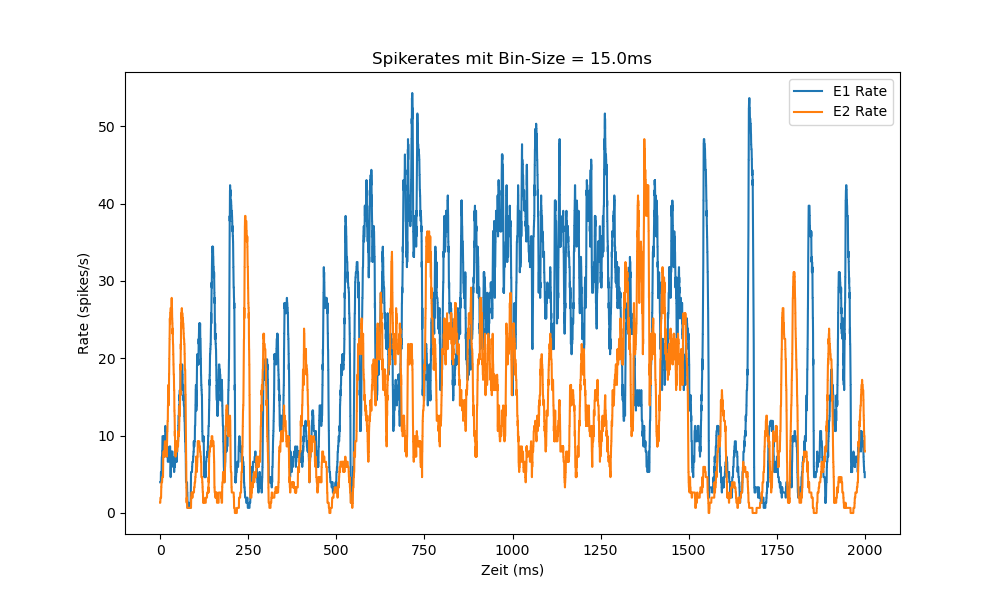 Spikerates mit Bin-Size = 15.0ms
E1 Rate
E2 Rate
Rate (spikes/s)
50
40
30
20
10
0
0 250 500 750 1000 1250 1500 1750 2000
Zeit (ms)